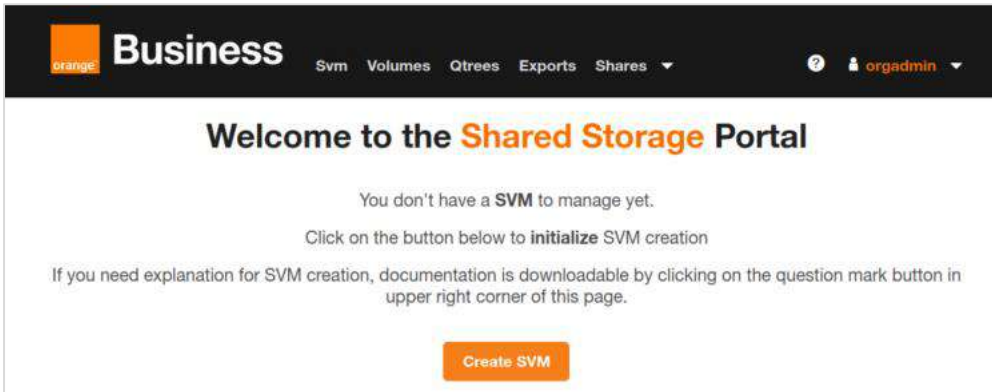 orange
Business
Svm Volumes Qtrees Exports Shares
? orgadmin
Welcome to the Shared Storage Portal
You don't have a SVM to manage yet.
Click on the button below to initialize SVM creation
If you need explanation for SVM creation, documentation is downloadable by clicking on the question mark button in
upper right corner of this page.
Create SVM